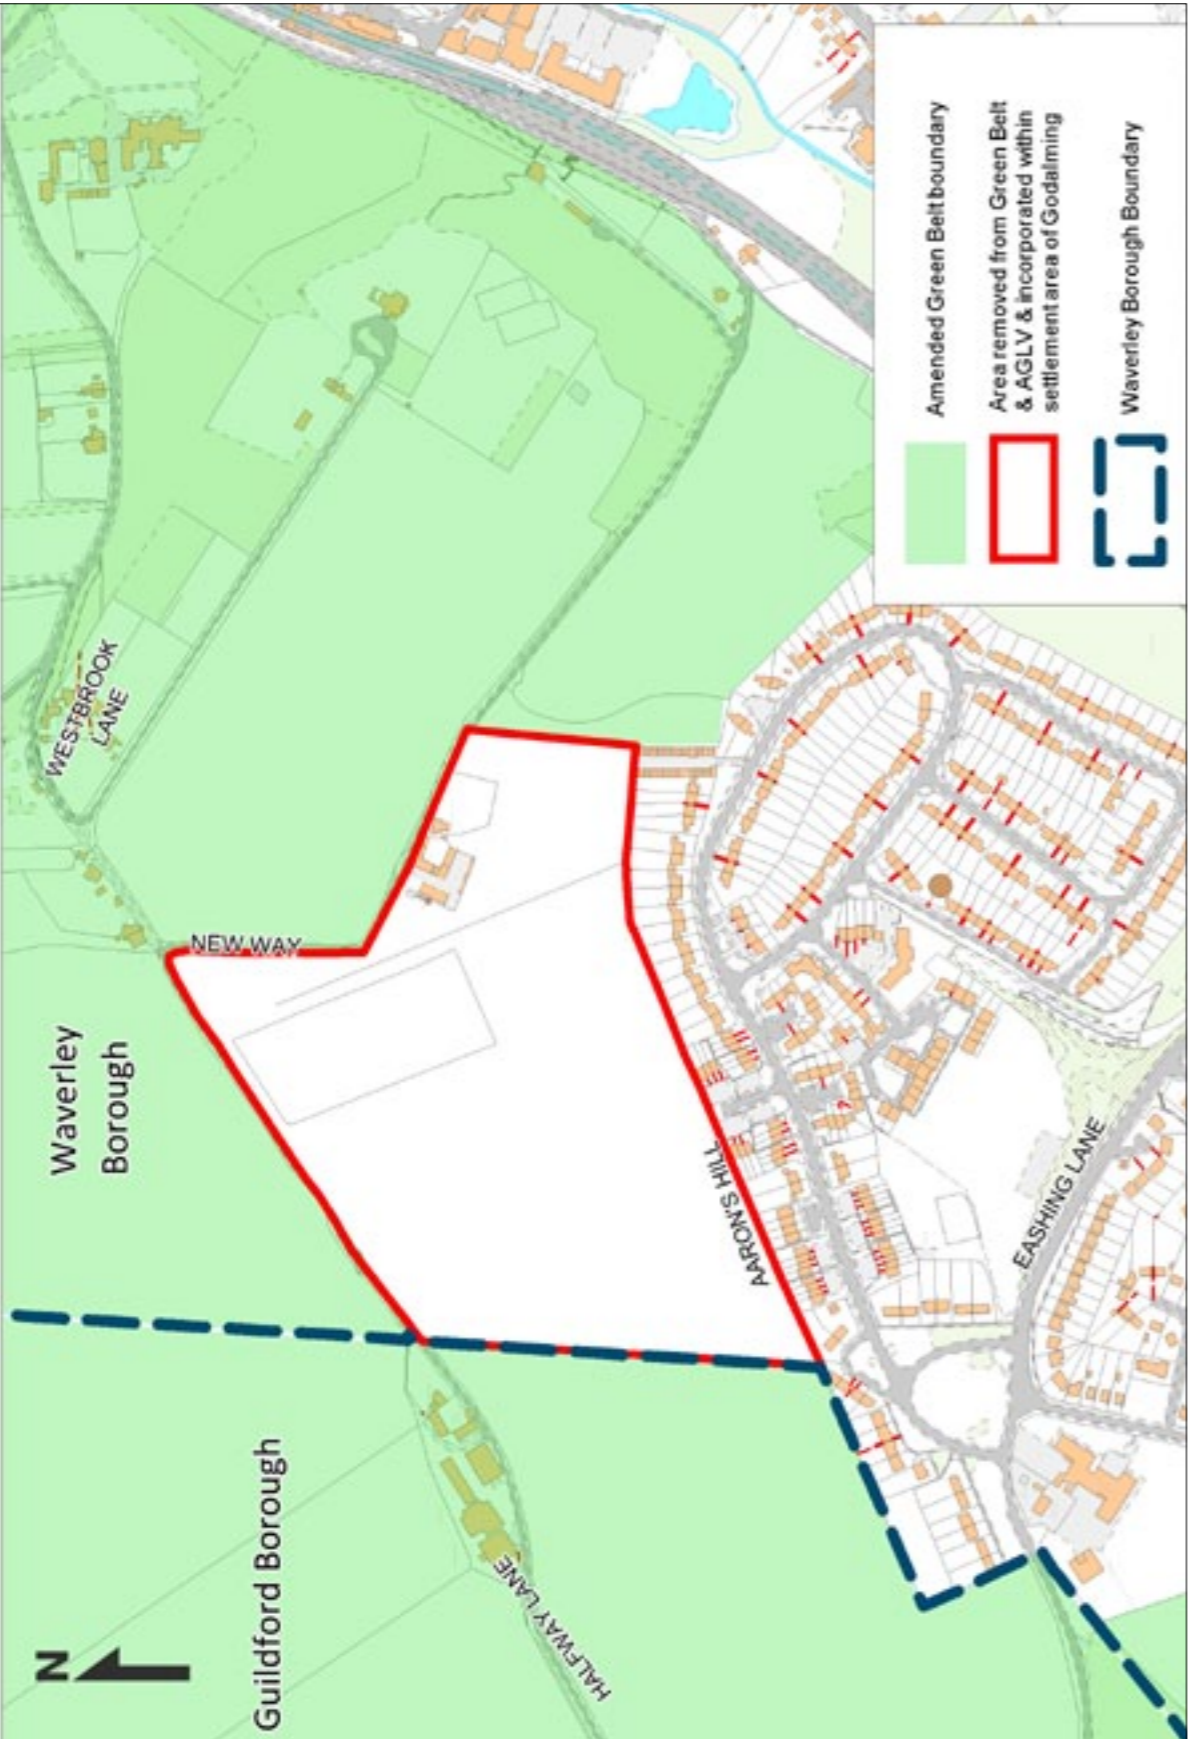 N
Guildford Borough
Waverley
Borough
WESTBROOK
LANE
NEW WAY
HALFWAY LANE
AARON'S HILL
EASHING LANE
Amended Green Belt boundary
Area removed from Green Belt
& AGLV & incorporated within
settlement area of Godalming
Waverley Borough Boundary